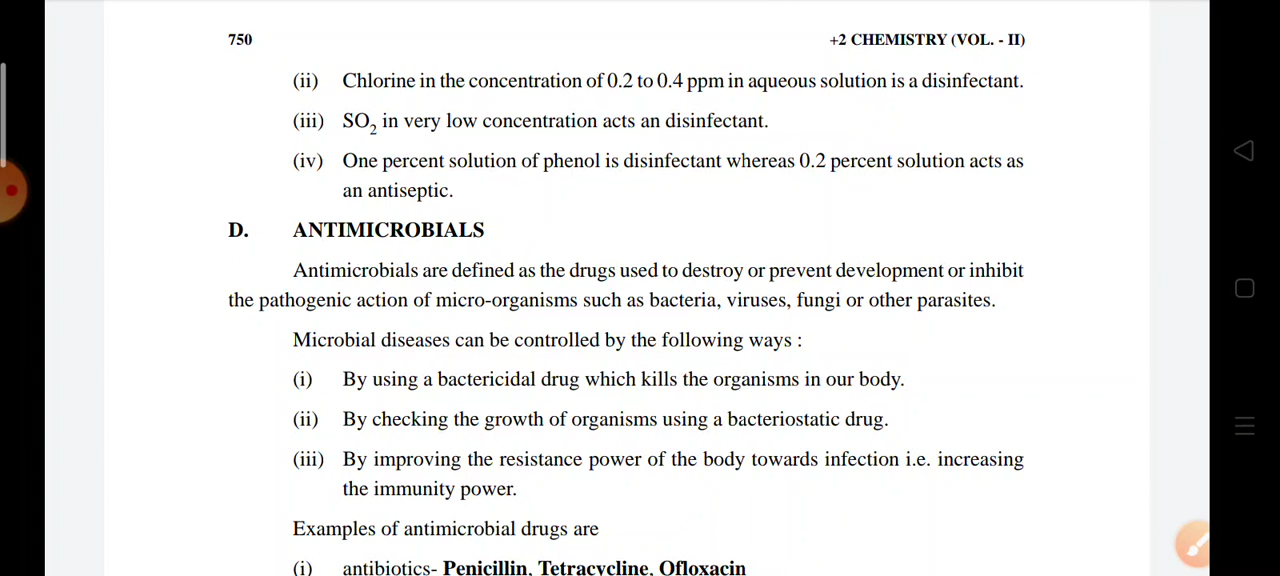 750 +2 CHEMISTRY (VOL. - II)
(ii) Chlorine in the concentration of 0.2 to 0.4 ppm in aqueous solution is a disinfectant.
(iii) SO2 in very low concentration acts an disinfectant.
(iv) One percent solution of phenol is disinfectant whereas 0.2 percent solution acts as
an antiseptic.
D. ANTIMICROBIALS
Antimicrobials are defined as the drugs used to destroy or prevent development or inhibit
the pathogenic action of micro-organisms such as bacteria, viruses, fungi or other parasites.
Microbial diseases can be controlled by the following ways :
(i) By using a bactericidal drug which kills the organisms in our body.
(ii) By checking the growth of organisms using a bacteriostatic drug.
(iii) By improving the resistance power of the body towards infection i.e. increasing
the immunity power.
Examples of antimicrobial drugs are
(i) antibiotics- Penicillin, Tetracycline, Ofloxacin